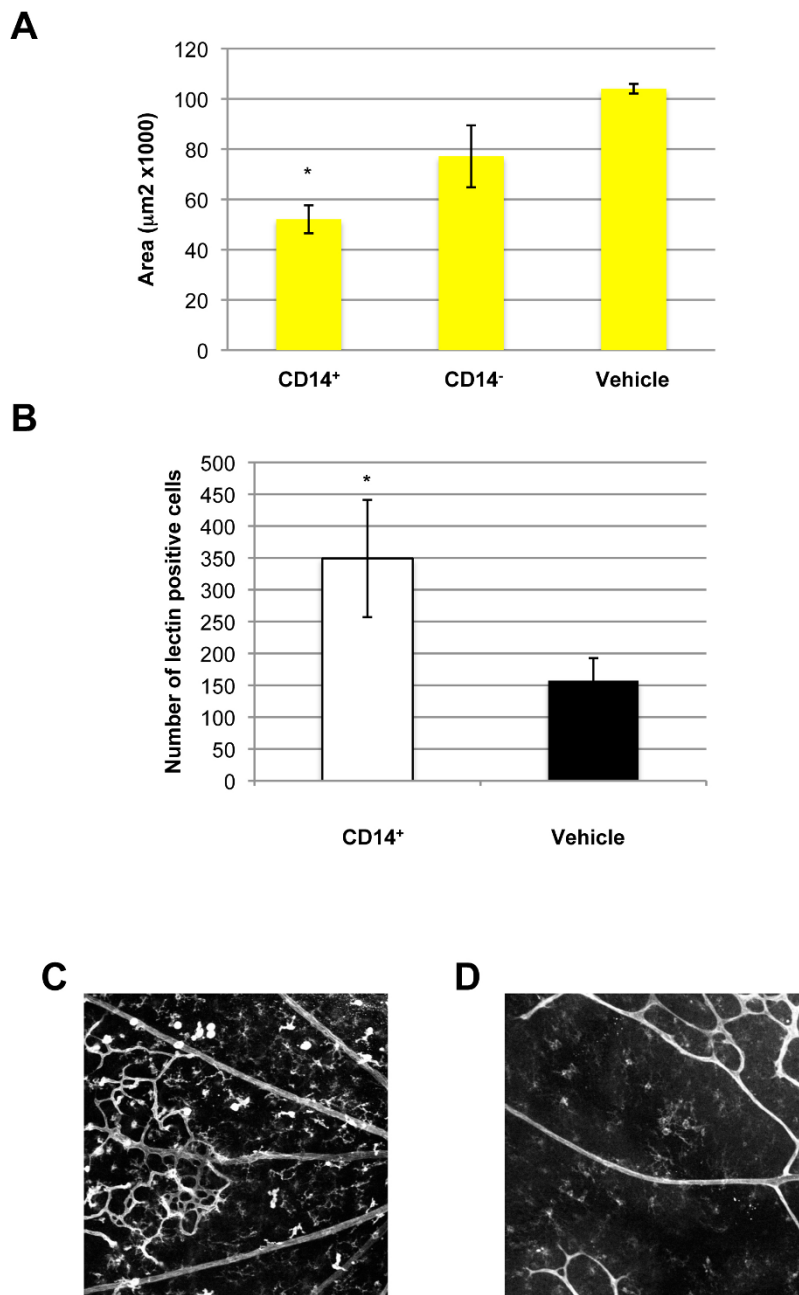 A
120
100
80
60
40
20
0
Area (μm2 x1000)
*
CD14⁺
CD14⁻
Vehicle
B
500
450
400
350
300
250
200
150
100
50
0
Number of lectin positive cells
*
CD14⁺
Vehicle
C
D